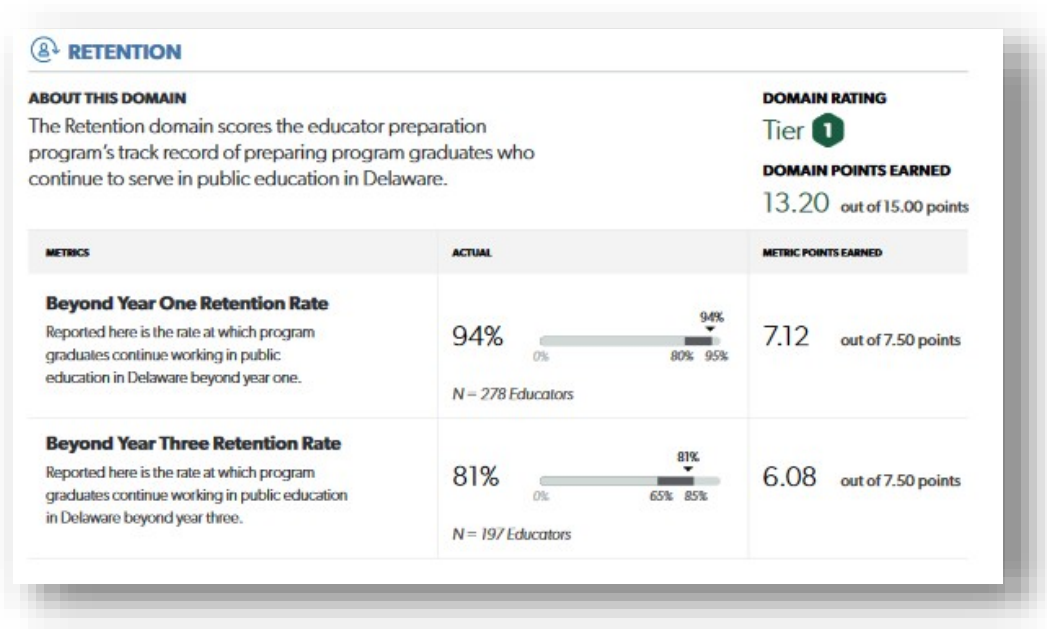 RETENTION
ABOUT THIS DOMAIN
The Retention domain scores the educator preparation
program's track record of preparing program graduates who
continue to serve in public education in Delaware.
DOMAIN RATING
Tier 1
DOMAIN POINTS EARNED
13.20 out of 15.00 points
METRICS ACTUAL METRIC POINTS EARNED
Beyond Year One Retention Rate
Reported here is the rate at which program
graduates continue working in public
education in Delaware beyond year one.
94%
94%
0% 80% 95%
N = 278 Educators
7.12 out of 7.50 points
Beyond Year Three Retention Rate
Reported here is the rate at which program
graduates continue working in public education
in Delaware beyond year three.
81%
81%
0% 65% 85%
N = 197 Educators
6.08 out of 7.50 points